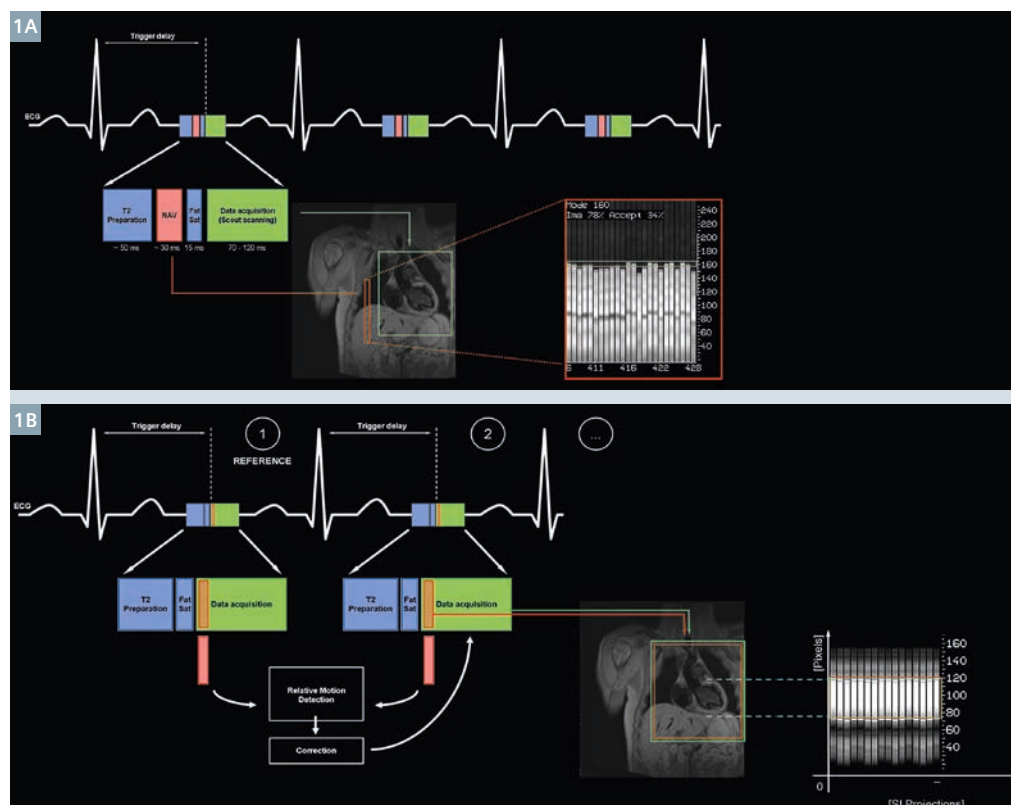 1A
Trigger delay
ECG
T2
Preparation
NAV
Fat
Sat
Data acquisition
(Scout scanning)
~ 50 ms
~ 30 ms
15 ms
70 - 120 ms
Mode 160
Ima 78% Accept 34%
240
220
200
180
160
140
120
100
80
60
40
6 411 416 422 428
1B
Trigger delay
1
REFERENCE
Trigger delay
2
...
ECG
T2
Preparation
Fat
Sat
Data acquisition
T2
Preparation
Fat
Sat
Data acquisition
Relative Motion
Detection
Correction
[Pixels]
160
140
120
100
80
60
40
0
[SI Projections]